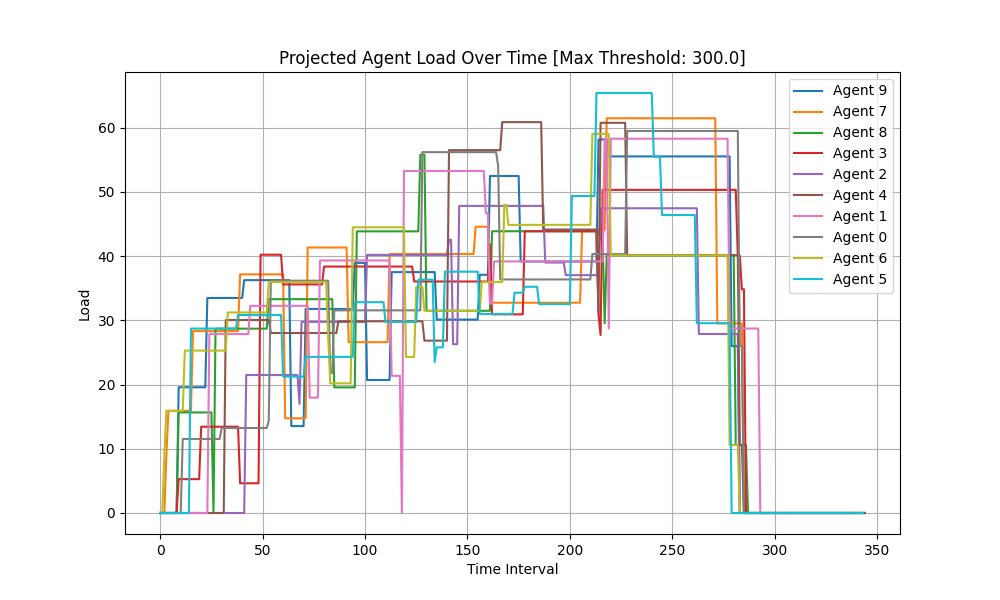 Projected Agent Load Over Time [Max Threshold: 300.0]
Load
60
50
40
30
20
10
0
0 50 100 150 200 250 300 350
Time Interval
Agent 9
Agent 7
Agent 8
Agent 3
Agent 2
Agent 4
Agent 1
Agent 0
Agent 6
Agent 5